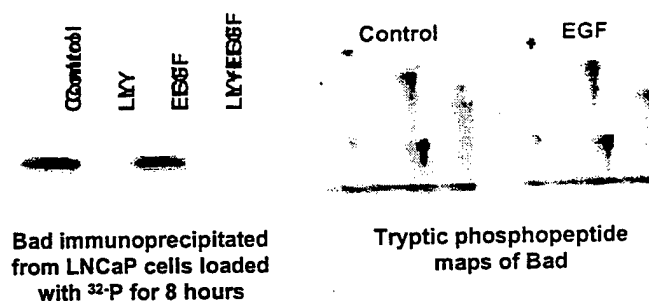 Control
LY
EGF
LY/EGF
Control
EGF
Bad immunoprecipitated
from LNCaP cells loaded
with ³²-P for 8 hours
Tryptic phosphopeptide
maps of Bad